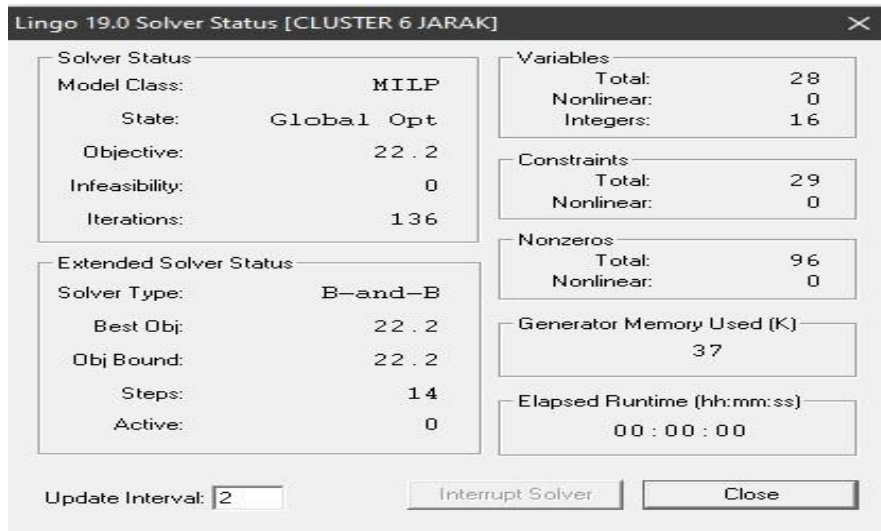 Lingo 19.0 Solver Status [CLUSTER 6 JARAK]
Solver Status
Model Class: MILP
State: Global Opt
Objective: 22.2
Infeasibility: 0
Iterations: 136
Extended Solver Status
Solver Type: B-and-B
Best Obj: 22.2
Obj Bound: 22.2
Steps: 14
Active: 0
Variables
Total: 28
Nonlinear: 0
Integers: 16
Constraints
Total: 29
Nonlinear: 0
Nonzeros
Total: 96
Nonlinear: 0
Generator Memory Used (K)
37
Elapsed Runtime (hh:mm:ss)
00:00:00
Update Interval: 2
Interrupt Solver
Close